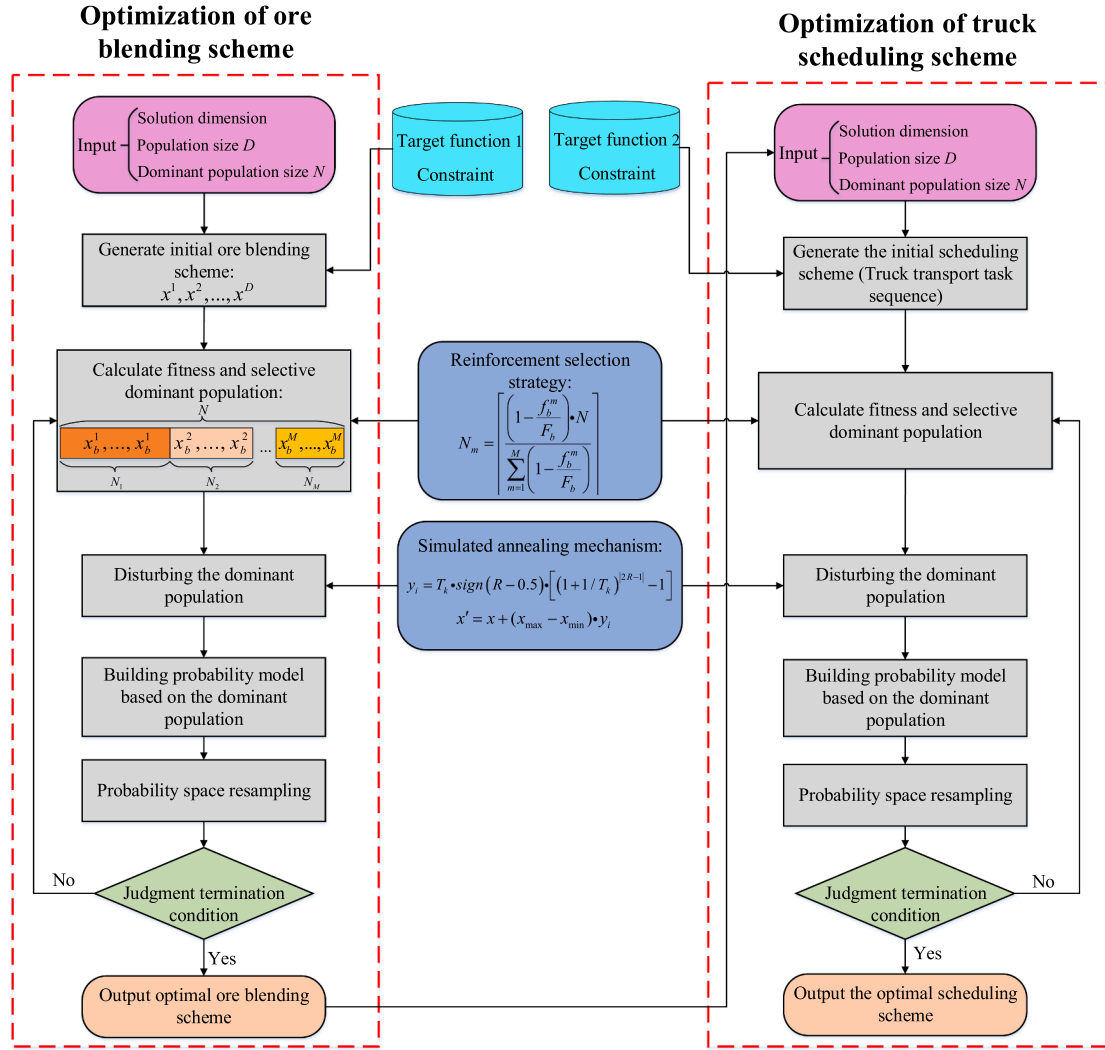 Optimization of ore
blending scheme
Input
Solution dimension
Population size D
Dominant population size N
Generate initial ore blending
scheme:
x^1, x^2, ..., x^D
Calculate fitness and selective
dominant population:
N
x_b^1, ..., x_b^1 x_b^2, ..., x_b^2 ... x_b^M, ..., x_b^M
N_1 N_2 N_M
Disturbing the dominant
population
Building probability model
based on the dominant
population
Probability space resampling
No
Judgment termination
condition
Yes
Output optimal ore blending
scheme
Target function 1
Constraint
Target function 2
Constraint
Reinforcement selection
strategy:
N_m = ⌈ (1 − f_b^m / F_b) • N / ∑_{m=1}^{M} (1 − f_b^m / F_b) ⌉
Simulated annealing mechanism:
y_i = T_k • sign(R − 0.5) • [(1 + 1 / T_k)^{|2R−1|} − 1]
x′ = x + (x_max − x_min) • y_i
Optimization of truck
scheduling scheme
Input
Solution dimension
Population size D
Dominant population size N
Generate the initial scheduling
scheme (Truck transport task
sequence)
Calculate fitness and selective
dominant population
Disturbing the dominant
population
Building probability model
based on the dominant
population
Probability space resampling
Judgment termination
condition
No
Yes
Output the optimal scheduling
scheme